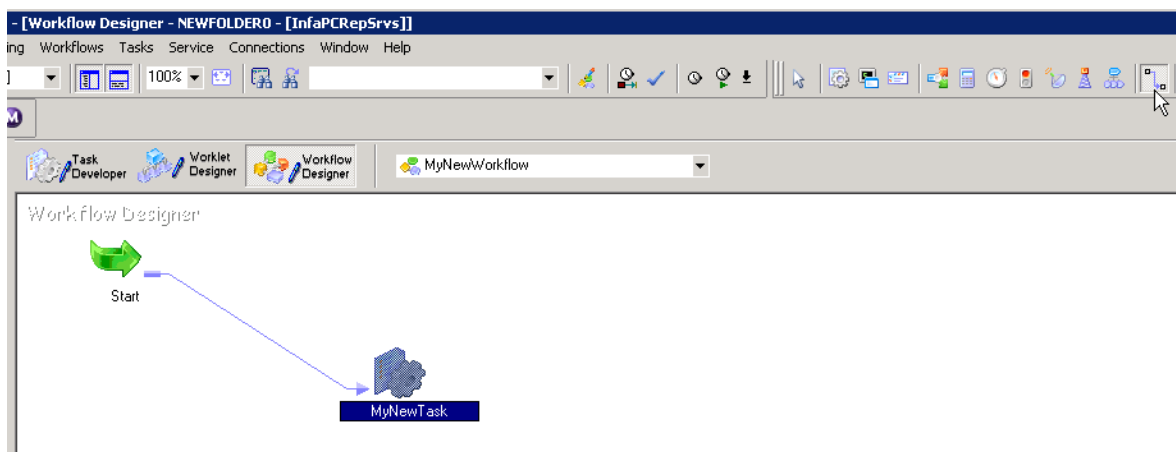 - [Workflow Designer - NEWFOLDER0 - [InfaPCRepSrvs]]
ing Workflows Tasks Service Connections Window Help
] 100%
M
Task Developer Worklet Designer Workflow Designer MyNewWorkflow
Workflow Designer
Start
MyNewTask